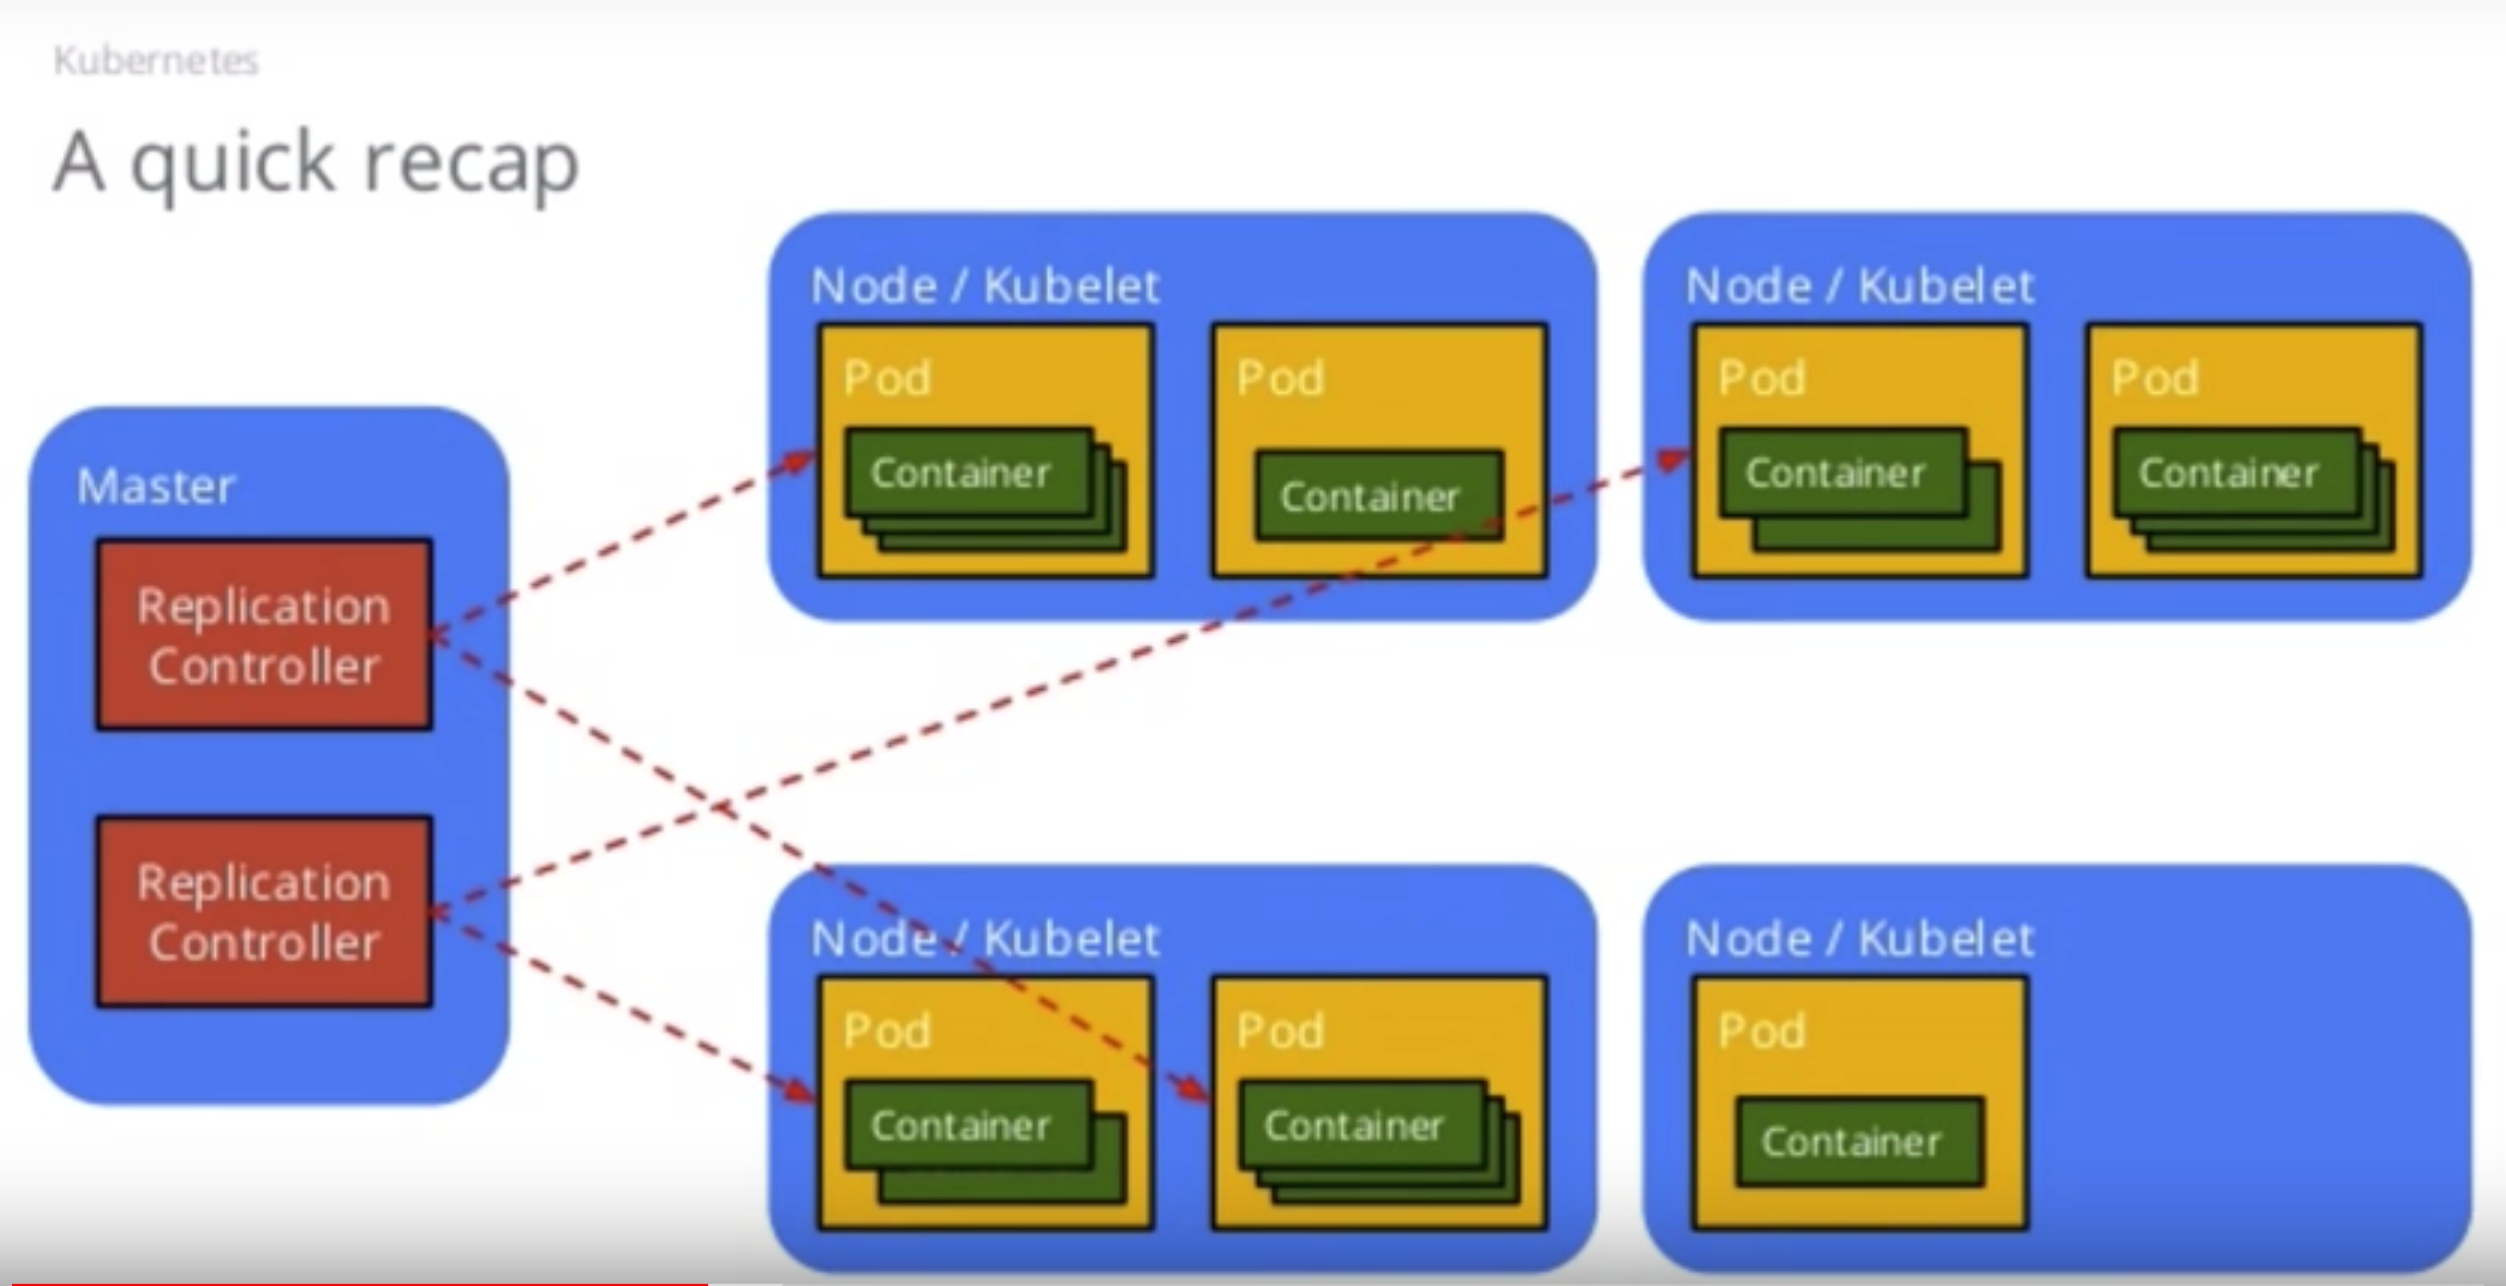 Kubernetes
A quick recap
Master
Replication
Controller
Replication
Controller
Node / Kubelet
Pod
Container
Pod
Container
Node / Kubelet
Pod
Container
Pod
Container
Node / Kubelet
Pod
Container
Pod
Container
Node / Kubelet
Pod
Container